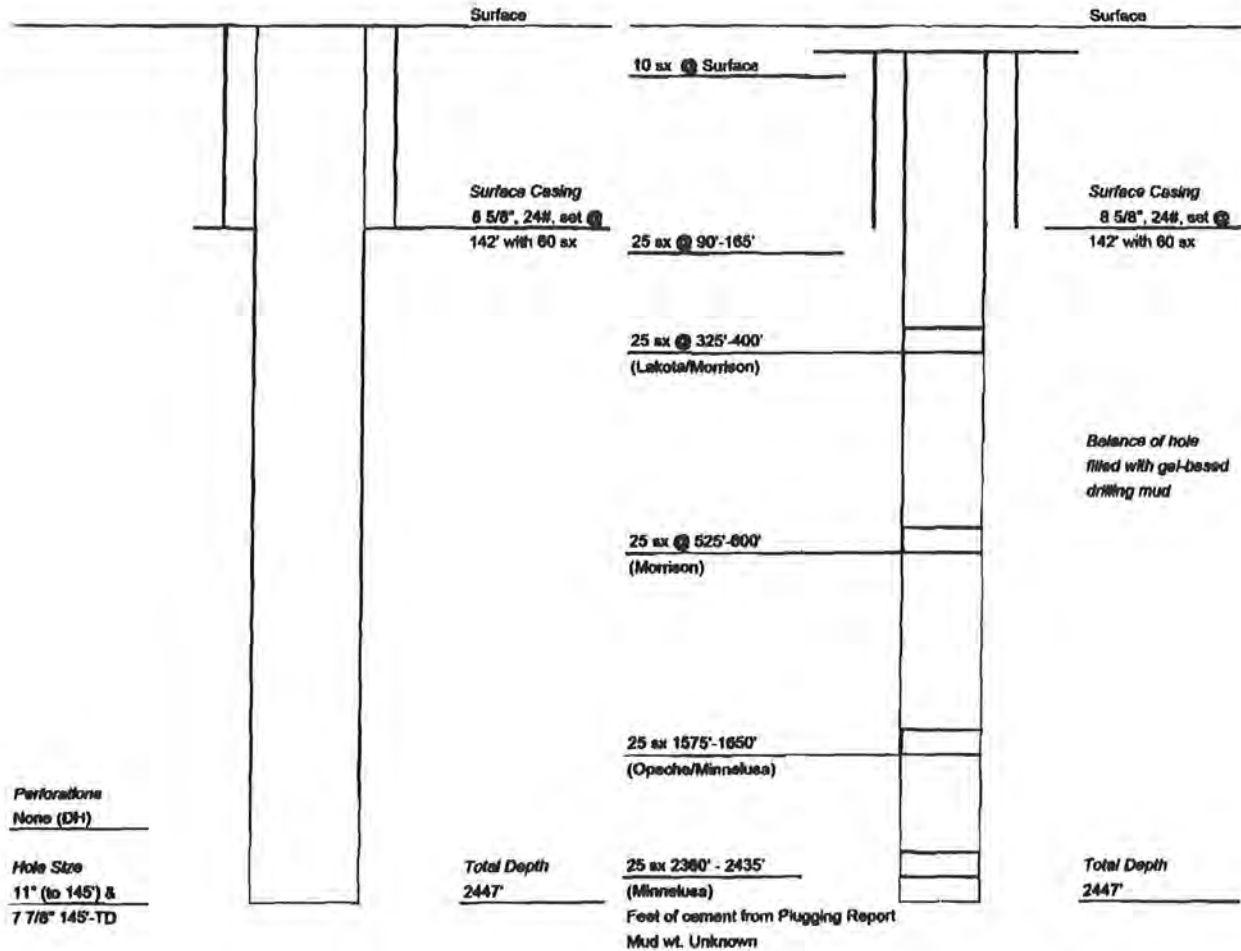 Surface
Surface Casing
8 5/8", 24#, set @
142' with 60 sx
Perforations
None (DH)
Hole Size
11" (to 145') &
7 7/8" 145'-TD
Total Depth
2447'
Surface
10 sx @ Surface
Surface Casing
8 5/8", 24#, set @
142' with 60 sx
25 sx @ 90'-165'
25 sx @ 325'-400'
(Lakota/Morrison)
Balance of hole
filled with gel-based
drilling mud
25 sx @ 525'-600'
(Morrison)
25 sx 1575'-1650'
(Opeche/Minnelusa)
25 sx 2360' - 2435'
(Minnelusa)
Feet of cement from Plugging Report
Mud wt. Unknown
Total Depth
2447'